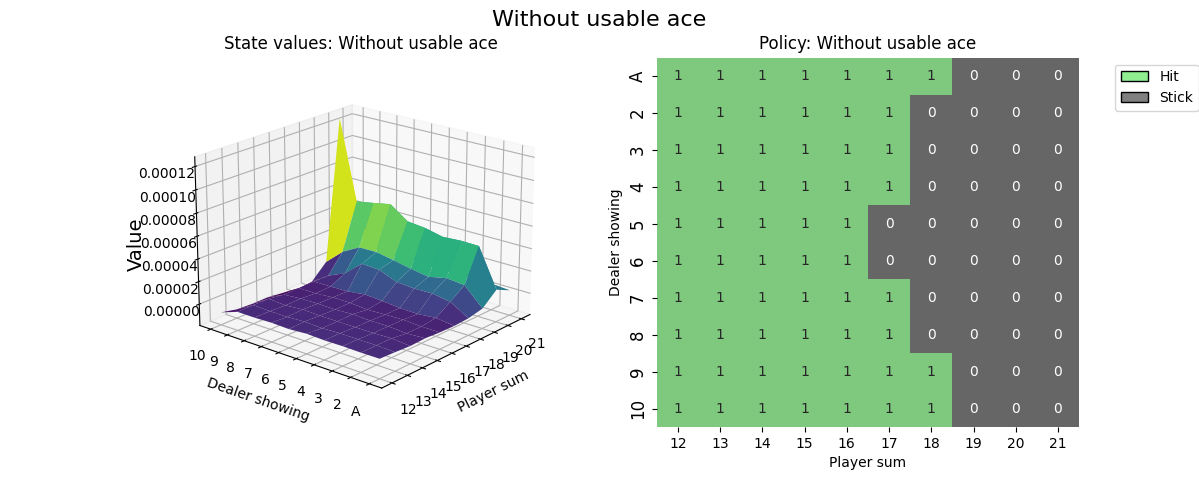 Without usable ace
State values: Without usable ace
0.00012
0.00010
0.00008
0.00006
0.00004
0.00002
0.00000
Value
10 9 8 7 6 5 4 3 2 A
Dealer showing
12 13 14 15 16 17 18 19 20 21
Player sum
Policy: Without usable ace
Dealer showing
A 1 1 1 1 1 1 1 0 0 0
2 1 1 1 1 1 1 0 0 0 0
3 1 1 1 1 1 1 0 0 0 0
4 1 1 1 1 1 1 0 0 0 0
5 1 1 1 1 1 0 0 0 0 0
6 1 1 1 1 1 0 0 0 0 0
7 1 1 1 1 1 1 0 0 0 0
8 1 1 1 1 1 1 0 0 0 0
9 1 1 1 1 1 1 1 0 0 0
10 1 1 1 1 1 1 1 0 0 0
12 13 14 15 16 17 18 19 20 21
Player sum
Hit
Stick